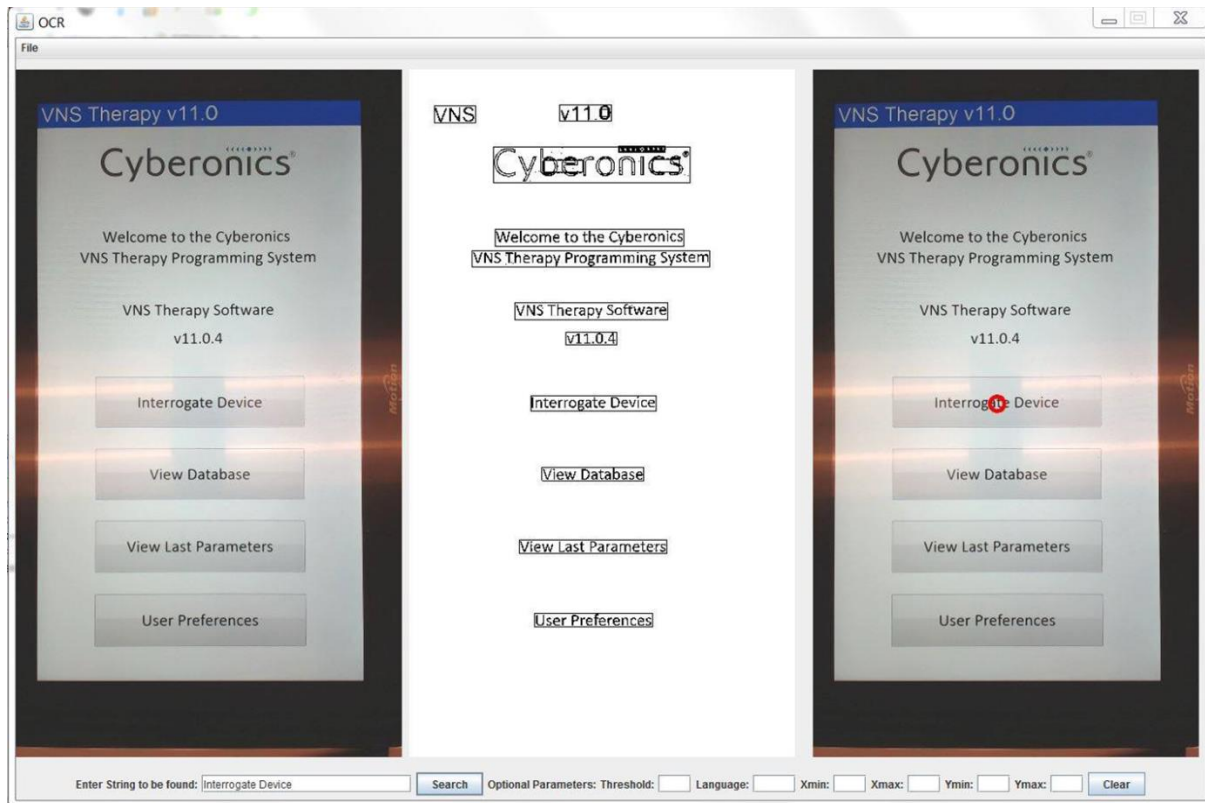 OCR
File
VNS Therapy v11.0
Cyberonics®
Welcome to the Cyberonics
VNS Therapy Programming System
VNS Therapy Software
v11.0.4
Interrogate Device
View Database
View Last Parameters
User Preferences
Motion
VNS v11.0
Cyberonics®
Welcome to the Cyberonics
VNS Therapy Programming System
VNS Therapy Software
v11.0.4
Interrogate Device
View Database
View Last Parameters
User Preferences
VNS Therapy v11.0
Cyberonics®
Welcome to the Cyberonics
VNS Therapy Programming System
VNS Therapy Software
v11.0.4
Interrogate Device
View Database
View Last Parameters
User Preferences
Motion
Enter String to be found: Interrogate Device Search Optional Parameters: Threshold: Language: Xmin: Xmax: Ymin: Ymax: Clear